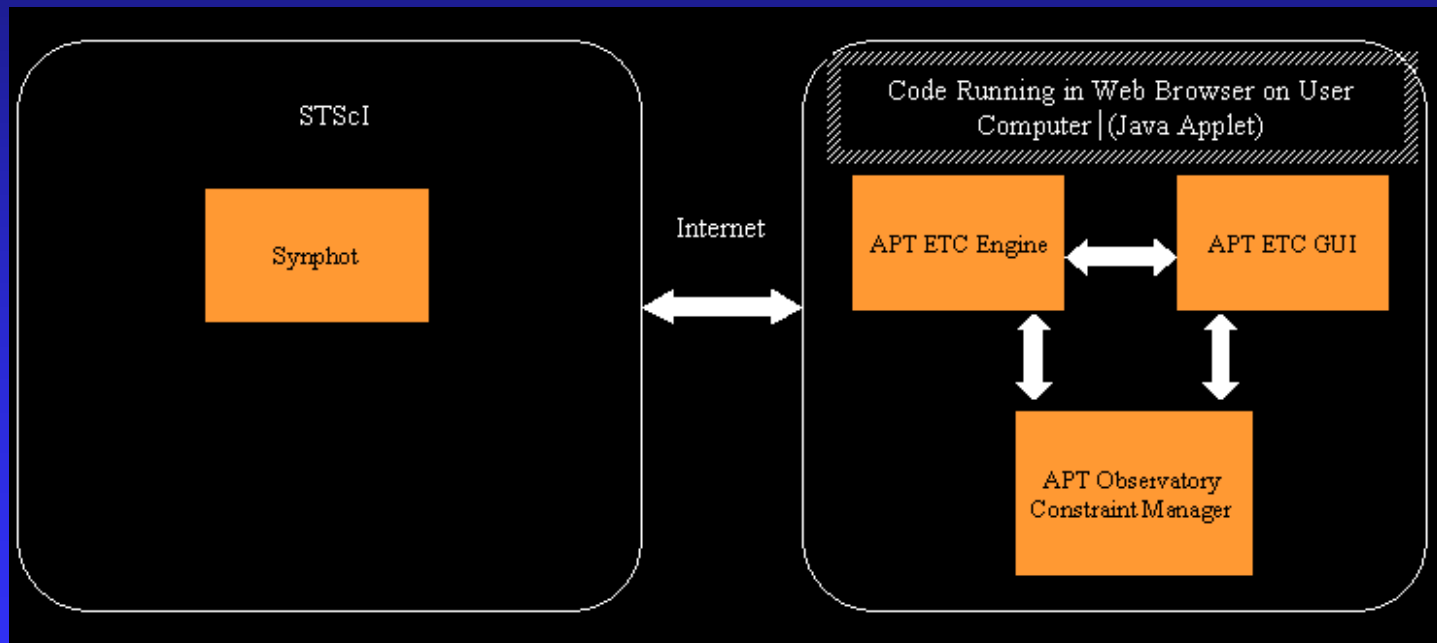 STScI
Synphot
Internet
Code Running in Web Browser on User
Computer|(Java Applet)
APT ETC Engine
APT ETC GUI
APT Observatory
Constraint Manager